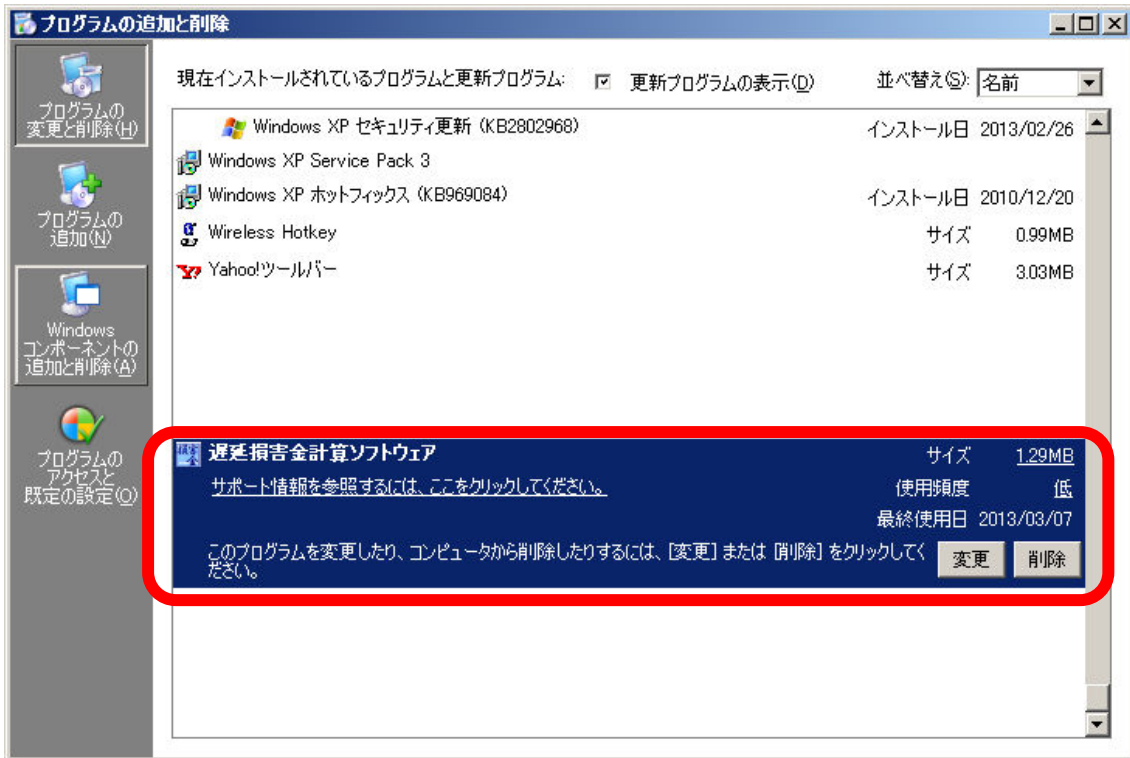 プログラムの追加と削除
現在インストールされているプログラムと更新プログラム: 更新プログラムの表示(D) 並べ替え(S): 名前
プログラムの
変更と削除(H)
プログラムの
追加(N)
Windows
コンポーネントの
追加と削除(A)
プログラムの
アクセスと
既定の設定(O)
Windows XP セキュリティ更新 (KB2802968) インストール日 2013/02/26
Windows XP Service Pack 3
Windows XP ホットフィックス (KB969084) インストール日 2010/12/20
Wireless Hotkey サイズ 0.99MB
Yahoo!ツールバー サイズ 3.03MB
遅延損害金計算ソフトウェア サイズ 1.29MB
サポート情報を参照するには、ここをクリックしてください。 使用頻度 低
最終使用日 2013/03/07
このプログラムを変更したり、コンピュータから削除したりするには、[変更] または [削除] をクリックしてく
ださい。
変更 削除